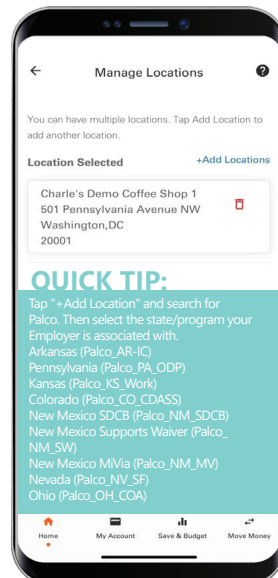 Manage Locations
You can have multiple locations. Tap Add Location to
add another location.
Location Selected +Add Locations
Charle's Demo Coffee Shop 1
501 Pennsylvania Avenue NW
Washington,DC
20001
QUICK TIP:
Tap "+Add Location" and search for
Palco. Then select the state/program your
Employer is associated with.
Arkansas (Palco_AR-IC)
Pennsylvania (Palco_PA_ODP)
Kansas (Palco_KS_Work)
Colorado (Palco_CO_CDASS)
New Mexico SDCB (Palco_NM_SDCB)
New Mexico Supports Waiver (Palco_
NM_SW)
New Mexico MiVia (Palco_NM_MV)
Nevada (Palco_NV_SF)
Ohio (Palco_OH_COA)
Home My Account Save & Budget Move Money